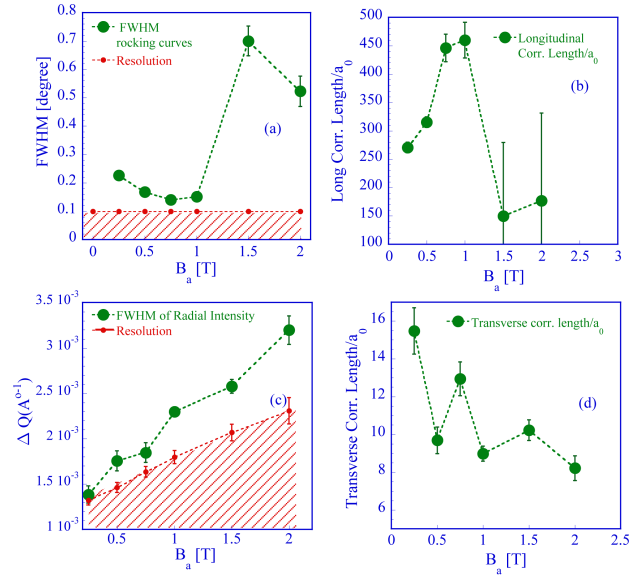 0.8
0.7
0.6
0.5
0.4
0.3
0.2
0.1
0
FWHM [degree]
FWHM
rocking curves
Resolution
(a)
0 0.5 1 1.5 2
B_a [T]
500
450
400
350
300
250
200
150
100
Long Corr. Length/a_0
Longitudinal
Corr. Length/a_0
(b)
0 0.5 1 1.5 2 2.5 3
B_a [T]
3.5 10^-3
3 10^-3
2.5 10^-3
2 10^-3
1.5 10^-3
1 10^-3
Δ Q(A^o-1)
FWHM of Radial Intensity
Resolution
(c)
0.5 1 1.5 2
B_a [T]
16
14
12
10
8
6
Transverse Corr. Length/a_0
Transverse corr. length/a_0
(d)
0 0.5 1 1.5 2 2.5
B_a [T]